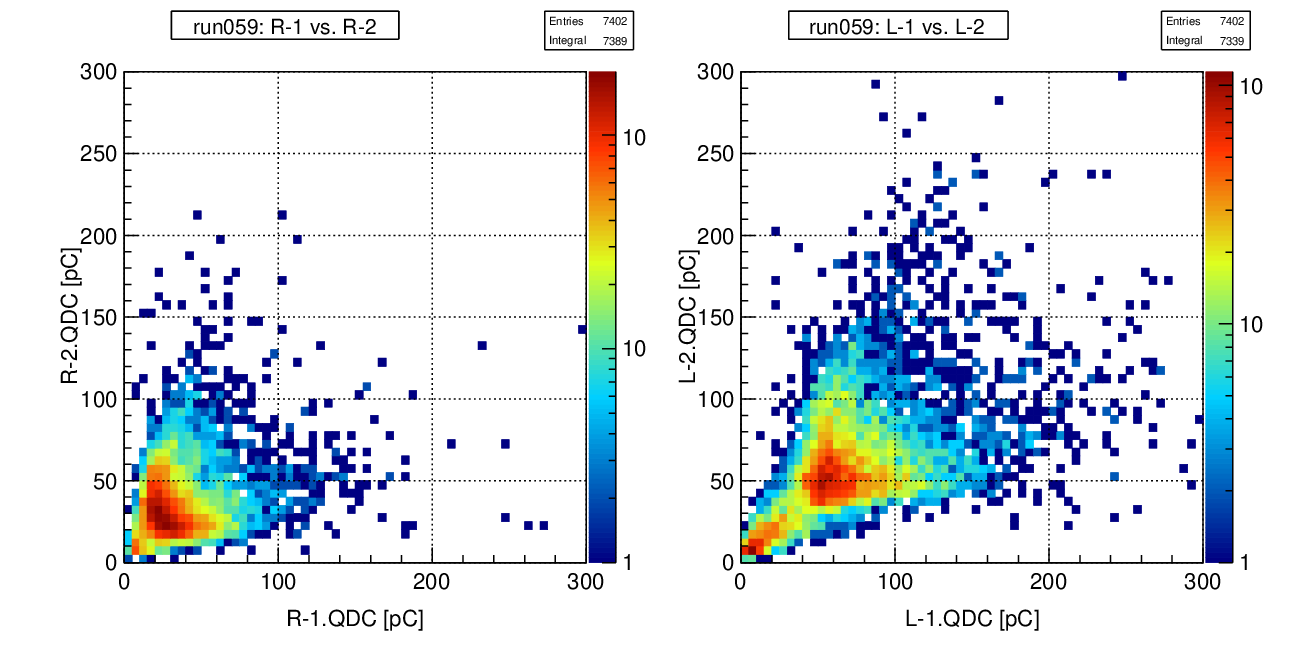 run059: R-1 vs. R-2
Entries 7402
Integral 7389
300
250
200
150
100
50
0
0 100 200 300
R-2.QDC [pC]
R-1.QDC [pC]
10
10
1
run059: L-1 vs. L-2
Entries 7402
Integral 7339
300
250
200
150
100
50
0
0 100 200 300
L-2.QDC [pC]
L-1.QDC [pC]
10
10
1